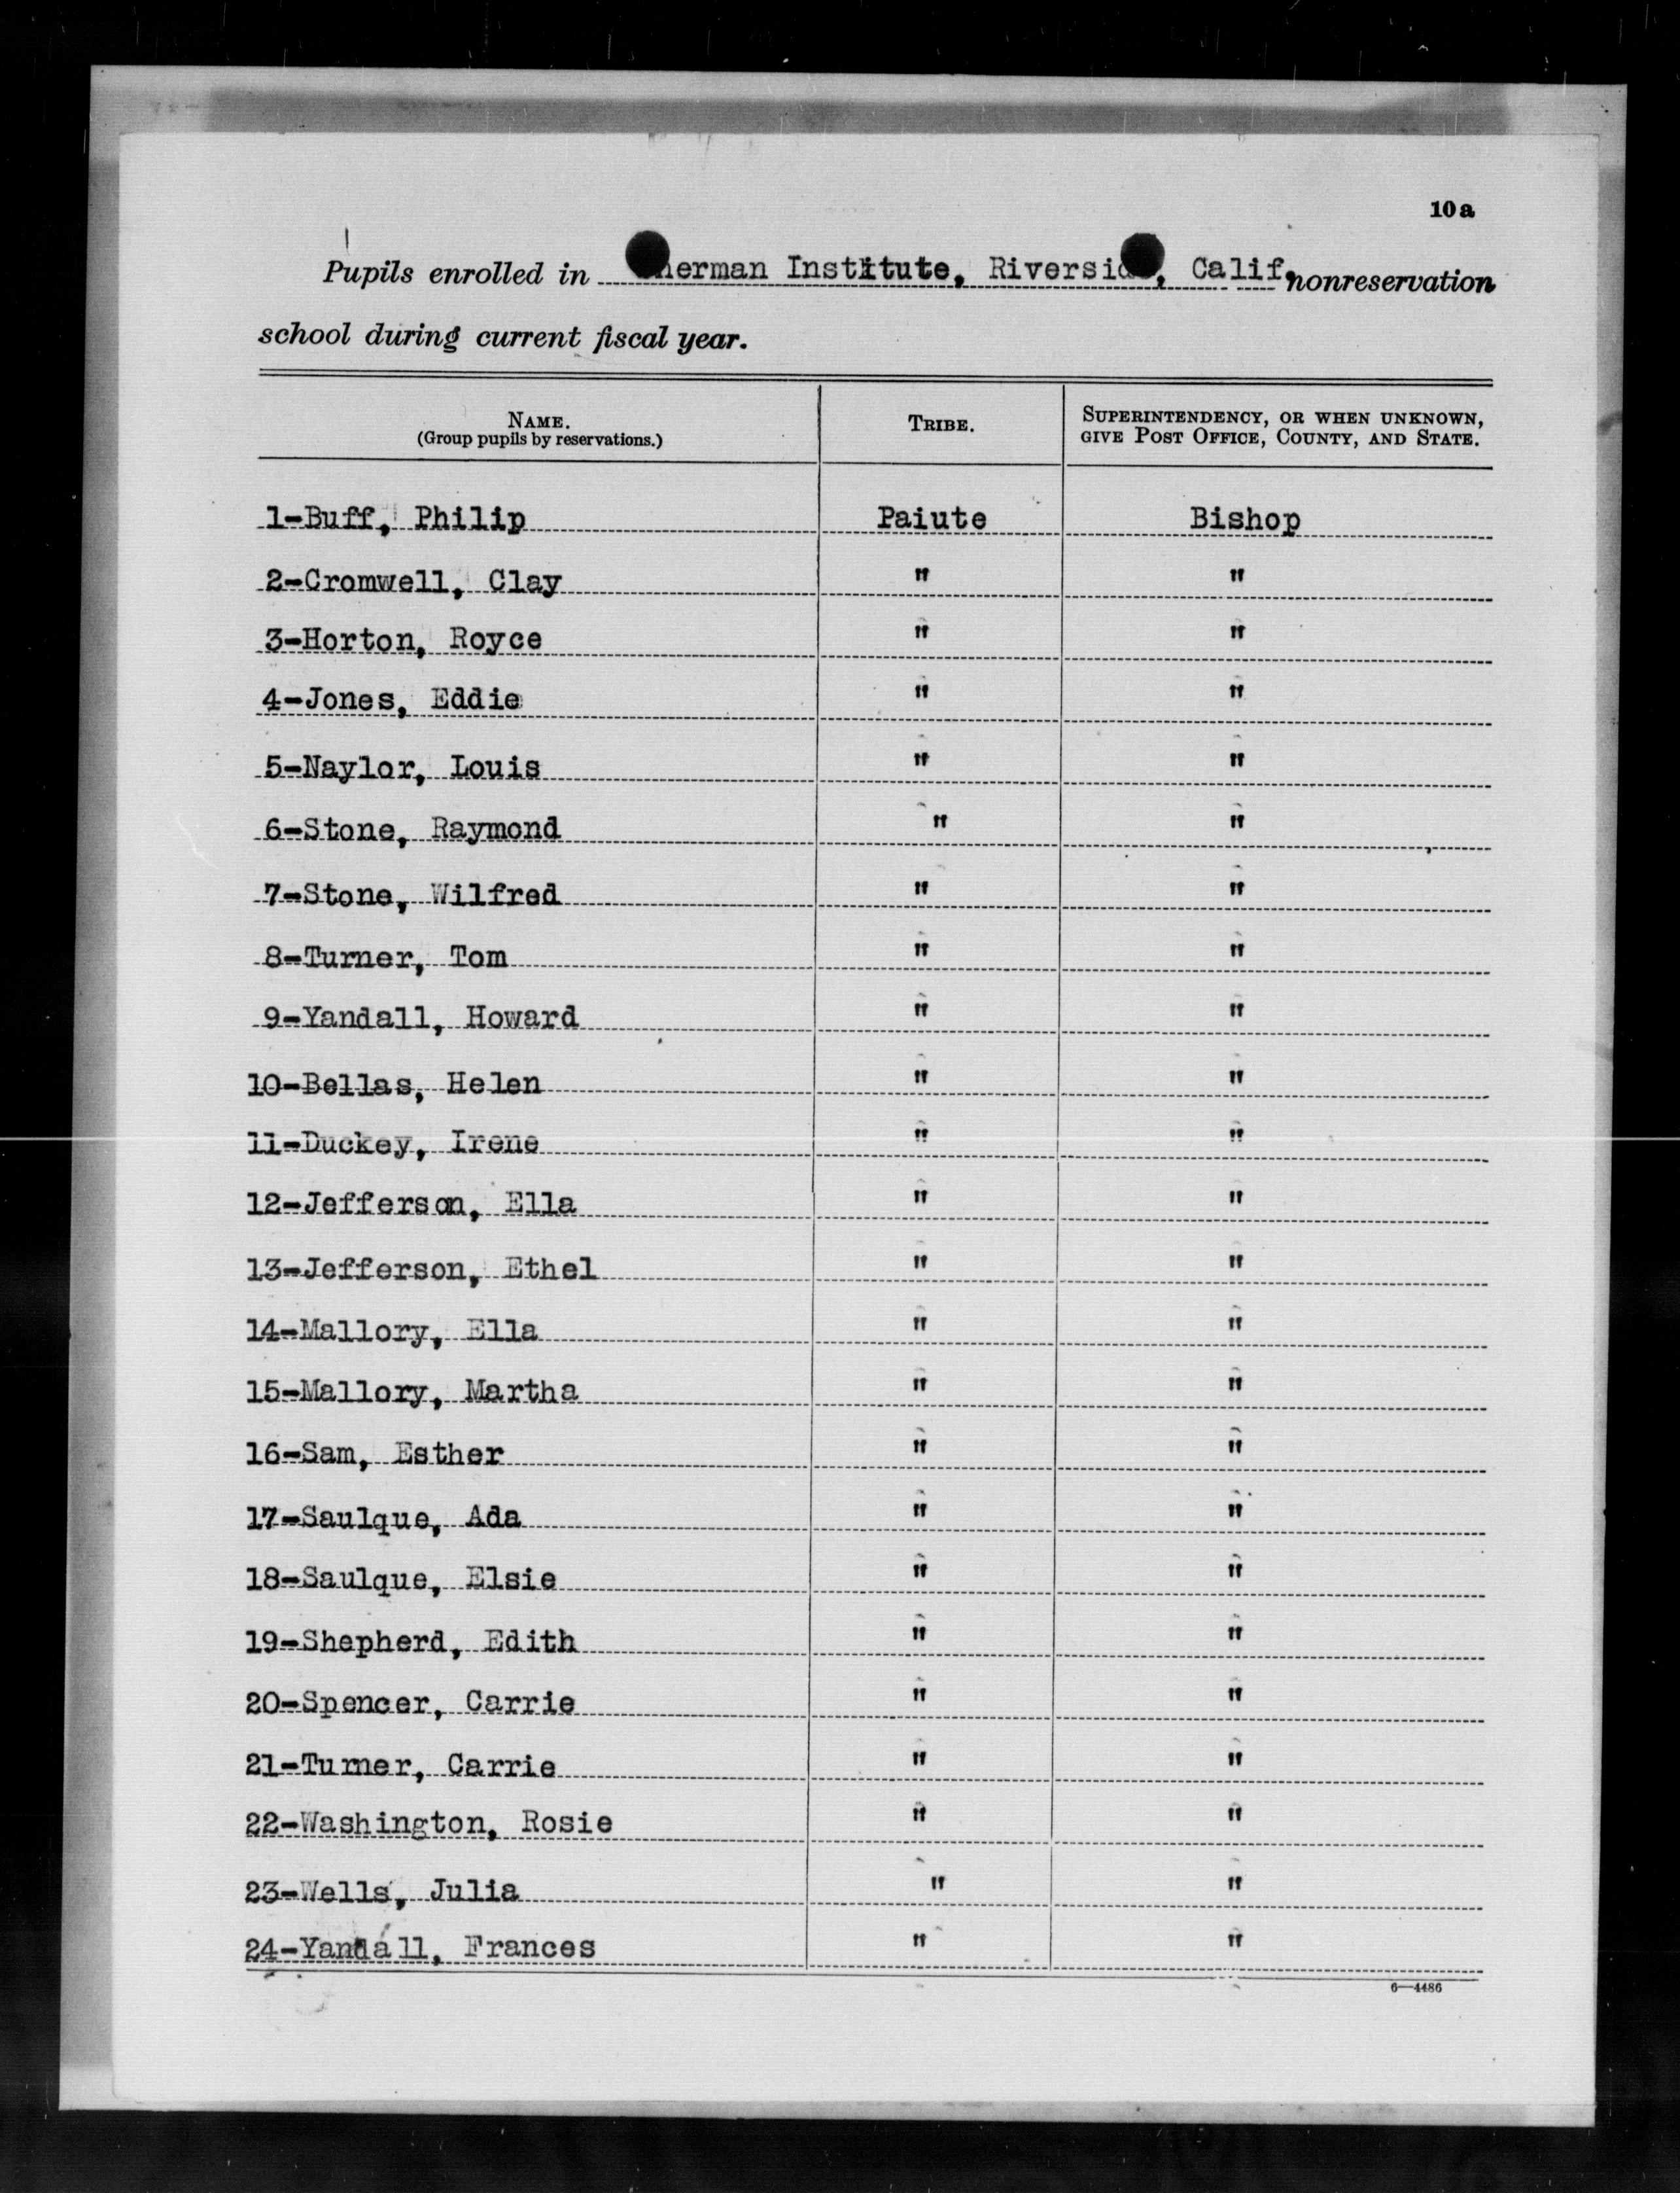 10a
Pupils enrolled in Sherman Institute, Riverside, Calif. nonreservation
school during current fiscal year.
NAME. TRIBE. SUPERINTENDENCY, OR WHEN UNKNOWN,
(Group pupils by reservations.) GIVE POST OFFICE, COUNTY, AND STATE.
1-Buff, Philip Paiute Bishop
2-Cromwell, Clay " "
3-Horton, Royce " "
4-Jones, Eddie " "
5-Naylor, Louis " "
6-Stone, Raymond " "
7-Stone, Wilfred " "
8-Turner, Tom " "
9-Yandall, Howard " "
10-Bellas, Helen " "
11-Duckey, Irene " "
12-Jefferson, Ella " "
13-Jefferson, Ethel " "
14-Mallory, Ella " "
15-Mallory, Martha " "
16-Sam, Esther " "
17-Saulque, Ada " "
18-Saulque, Elsie " "
19-Shepherd, Edith " "
20-Spencer, Carrie " "
21-Turner, Carrie " "
22-Washington, Rosie " "
23-Wells, Julia " "
24-Yandall, Frances " "
6—4486